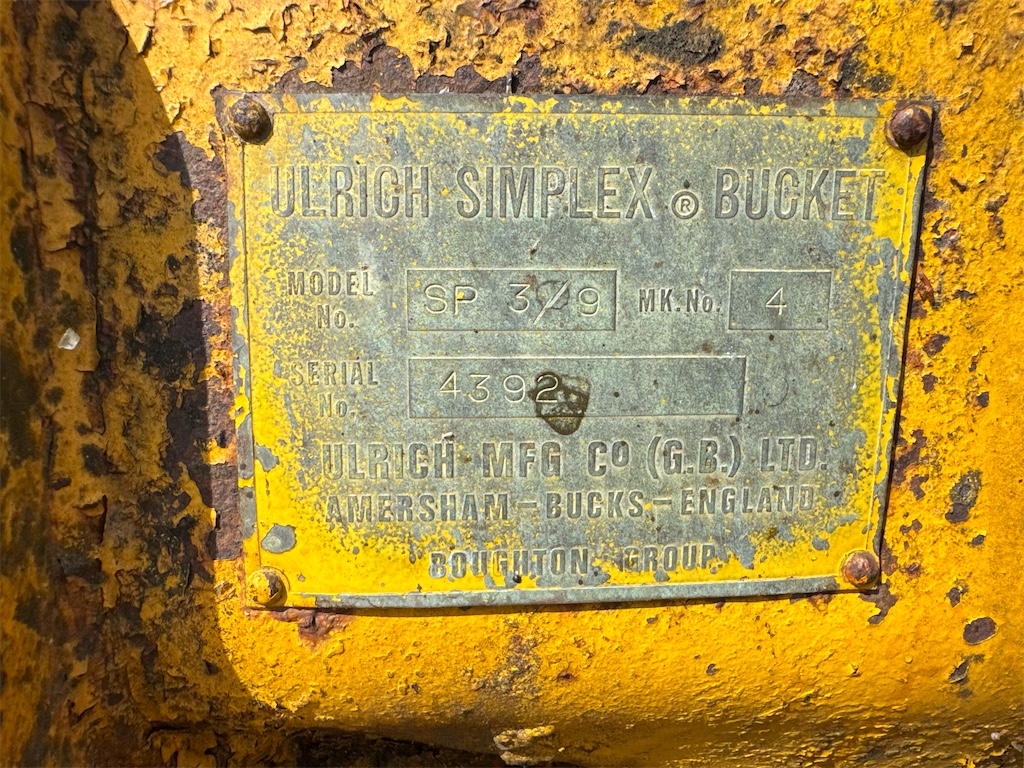 ULRICH SIMPLEX ® BUCKET
MODEL No. SP 3/9 MK. No. 4
SERIAL No. 4392
ULRICH MFG CO (G.B.) LTD.
AMERSHAM-BUCKS-ENGLAND
BOUGHTON GROUP